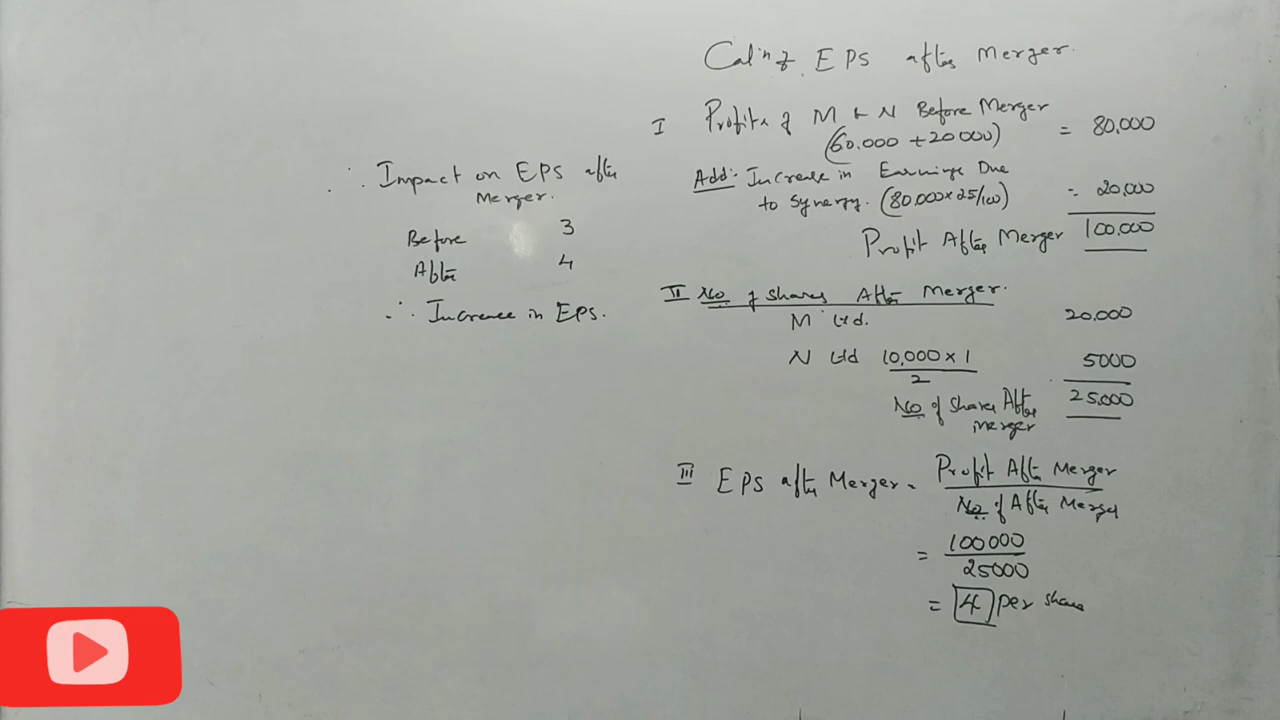 Cal'n of EPS after Merger.
I Profits of M & N Before Merger
(60.000 + 20000) = 80,000
Add:- Increase in Earnings Due
to Synergy. (80.000 x 25/100) = 20,000
Profit After Merger 100,000
II No of shares After Merger.
M Ltd. 20.000
N Ltd 10,000 x 1 5000
2
No of shares After 25,000
merger
III EPS after Merger = Profit After Merger
No of After Merger
= 100000
25000
= 4 per share
∴ Impact on EPS after
Merger.
Before 3
After 4
∴ Increase in EPS.